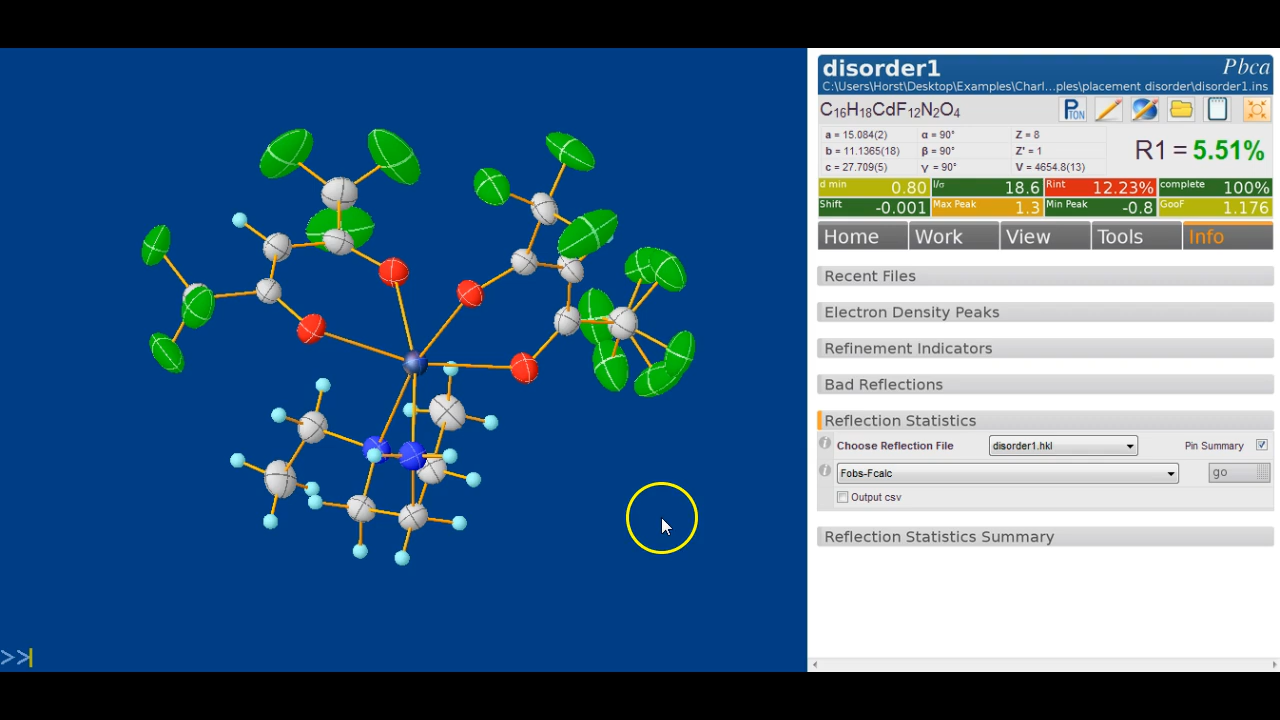 disorder1 Pbca
C:\Users\Horst\Desktop\Examples\Charl...ples\placement disorder\disorder1.ins
C16H18CdF12N2O4 PTON
a = 15.084(2) α = 90° Z = 8
b = 11.1365(18) β = 90° Z' = 1 R1 = 5.51%
c = 27.709(5) γ = 90° V = 4654.8(13)
d min 0.80 I/σ 18.6 Rint 12.23% complete 100%
Shift -0.001 Max Peak 1.3 Min Peak -0.8 GooF 1.176
Home Work View Tools Info
Recent Files
Electron Density Peaks
Refinement Indicators
Bad Reflections
Reflection Statistics
Choose Reflection File disorder1.hkl Pin Summary
Fobs-Fcalc go
Output csv
Reflection Statistics Summary
>>